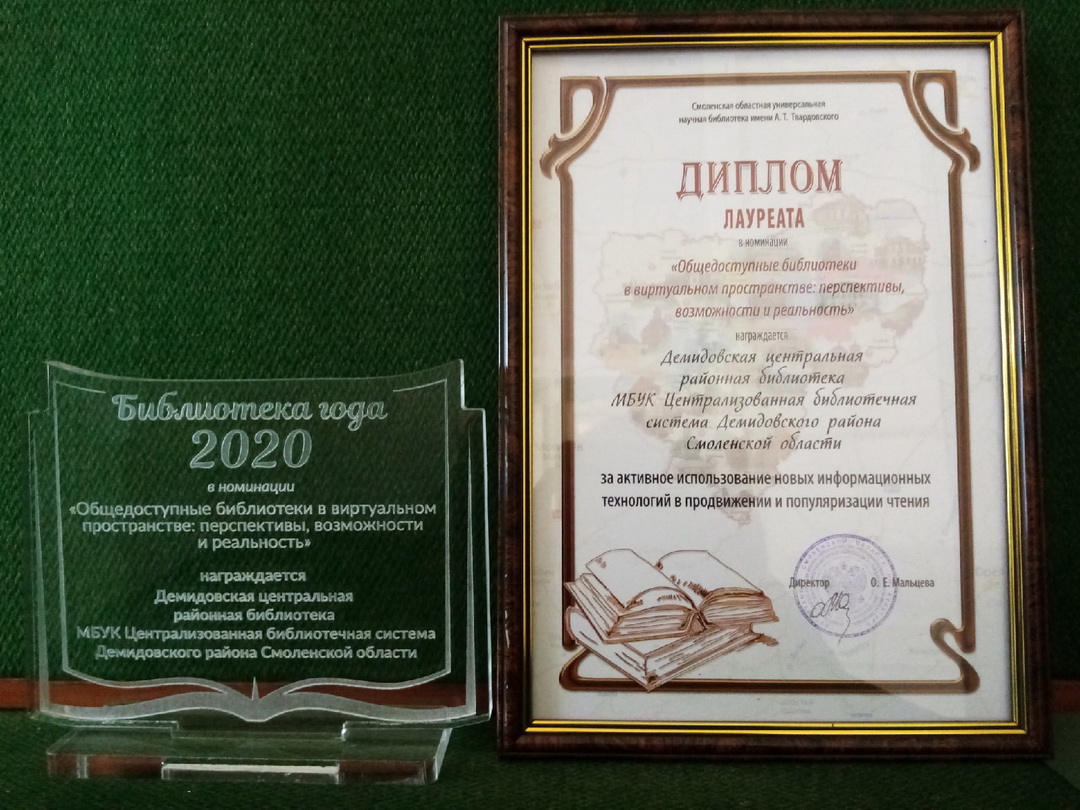 Библиотека года
2020
в номинации
«Общедоступные библиотеки в виртуальном
пространстве: перспективы, возможности
и реальность»
награждается
Демидовская центральная
районная библиотека
МБУК Централизованная библиотечная система
Демидовского района Смоленской области
Смоленская областная универсальная
научная библиотека имени А. Т. Твардовского
ДИПЛОМ
ЛАУРЕАТА
в номинации
«Общедоступные библиотеки
в виртуальном пространстве: перспективы,
возможности и реальность»
награждается
Демидовская центральная
районная библиотека
МБУК Централизованная библиотечная
система Демидовского района
Смоленской области
за активное использование новых информационных
технологий в продвижении и популяризации чтения
Директор О. Е. Мальцева